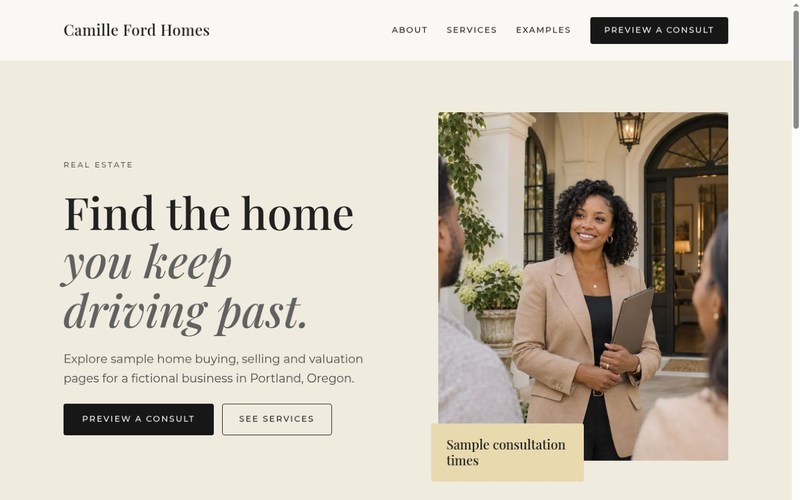 Camille Ford Homes
ABOUT SERVICES EXAMPLES PREVIEW A CONSULT
REAL ESTATE
Find the home
you keep
driving past.
Explore sample home buying, selling and valuation
pages for a fictional business in Portland, Oregon.
PREVIEW A CONSULT SEE SERVICES
Sample consultation
times